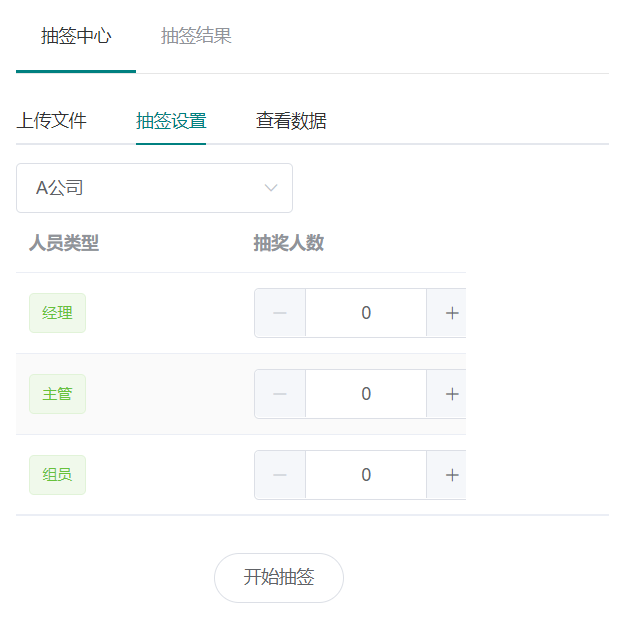 抽签中心 抽签结果
上传文件 抽签设置 查看数据
A公司
人员类型 抽奖人数
经理 0
主管 0
组员 0
开始抽签